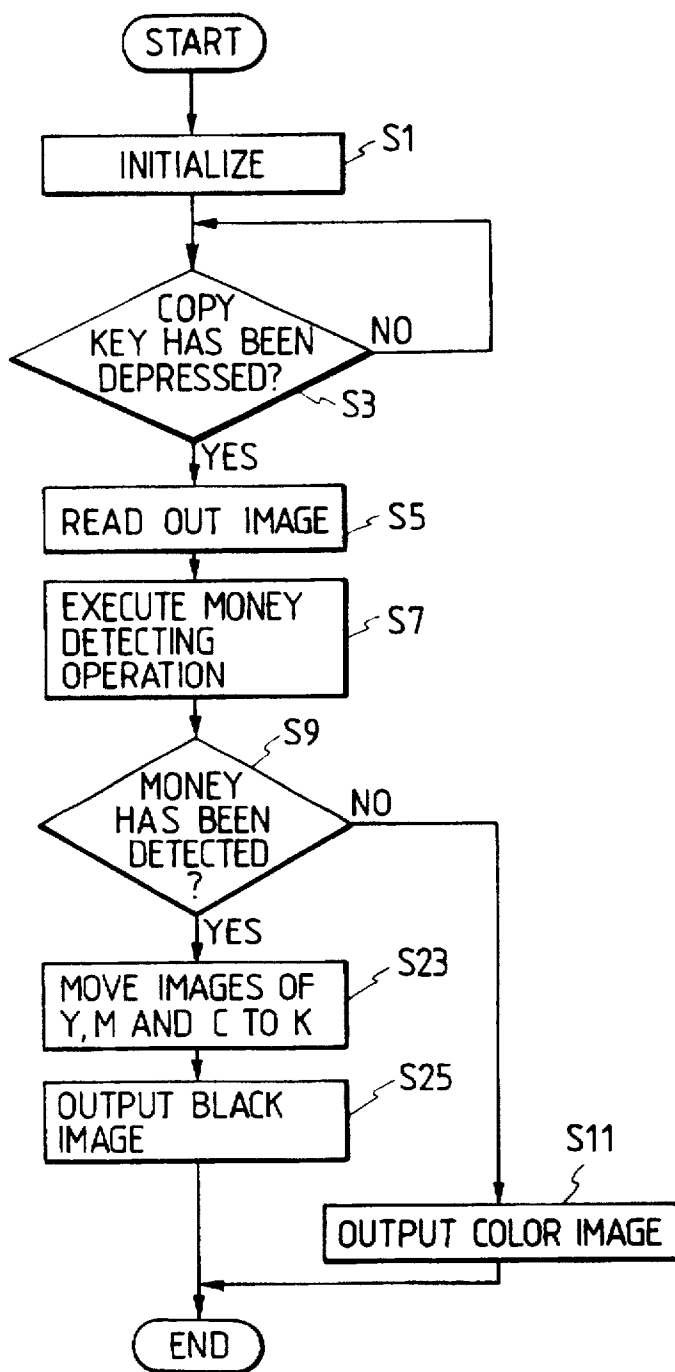 START
INITIALIZE
S1
COPY
KEY HAS BEEN
DEPRESSED?
NO
S3
YES
READ OUT IMAGE
S5
EXECUTE MONEY
DETECTING
OPERATION
S7
S9
MONEY
HAS BEEN
DETECTED
?
NO
YES
MOVE IMAGES OF
Y, M AND C TO K
S23
OUTPUT BLACK
IMAGE
S25
S11
OUTPUT COLOR IMAGE
END